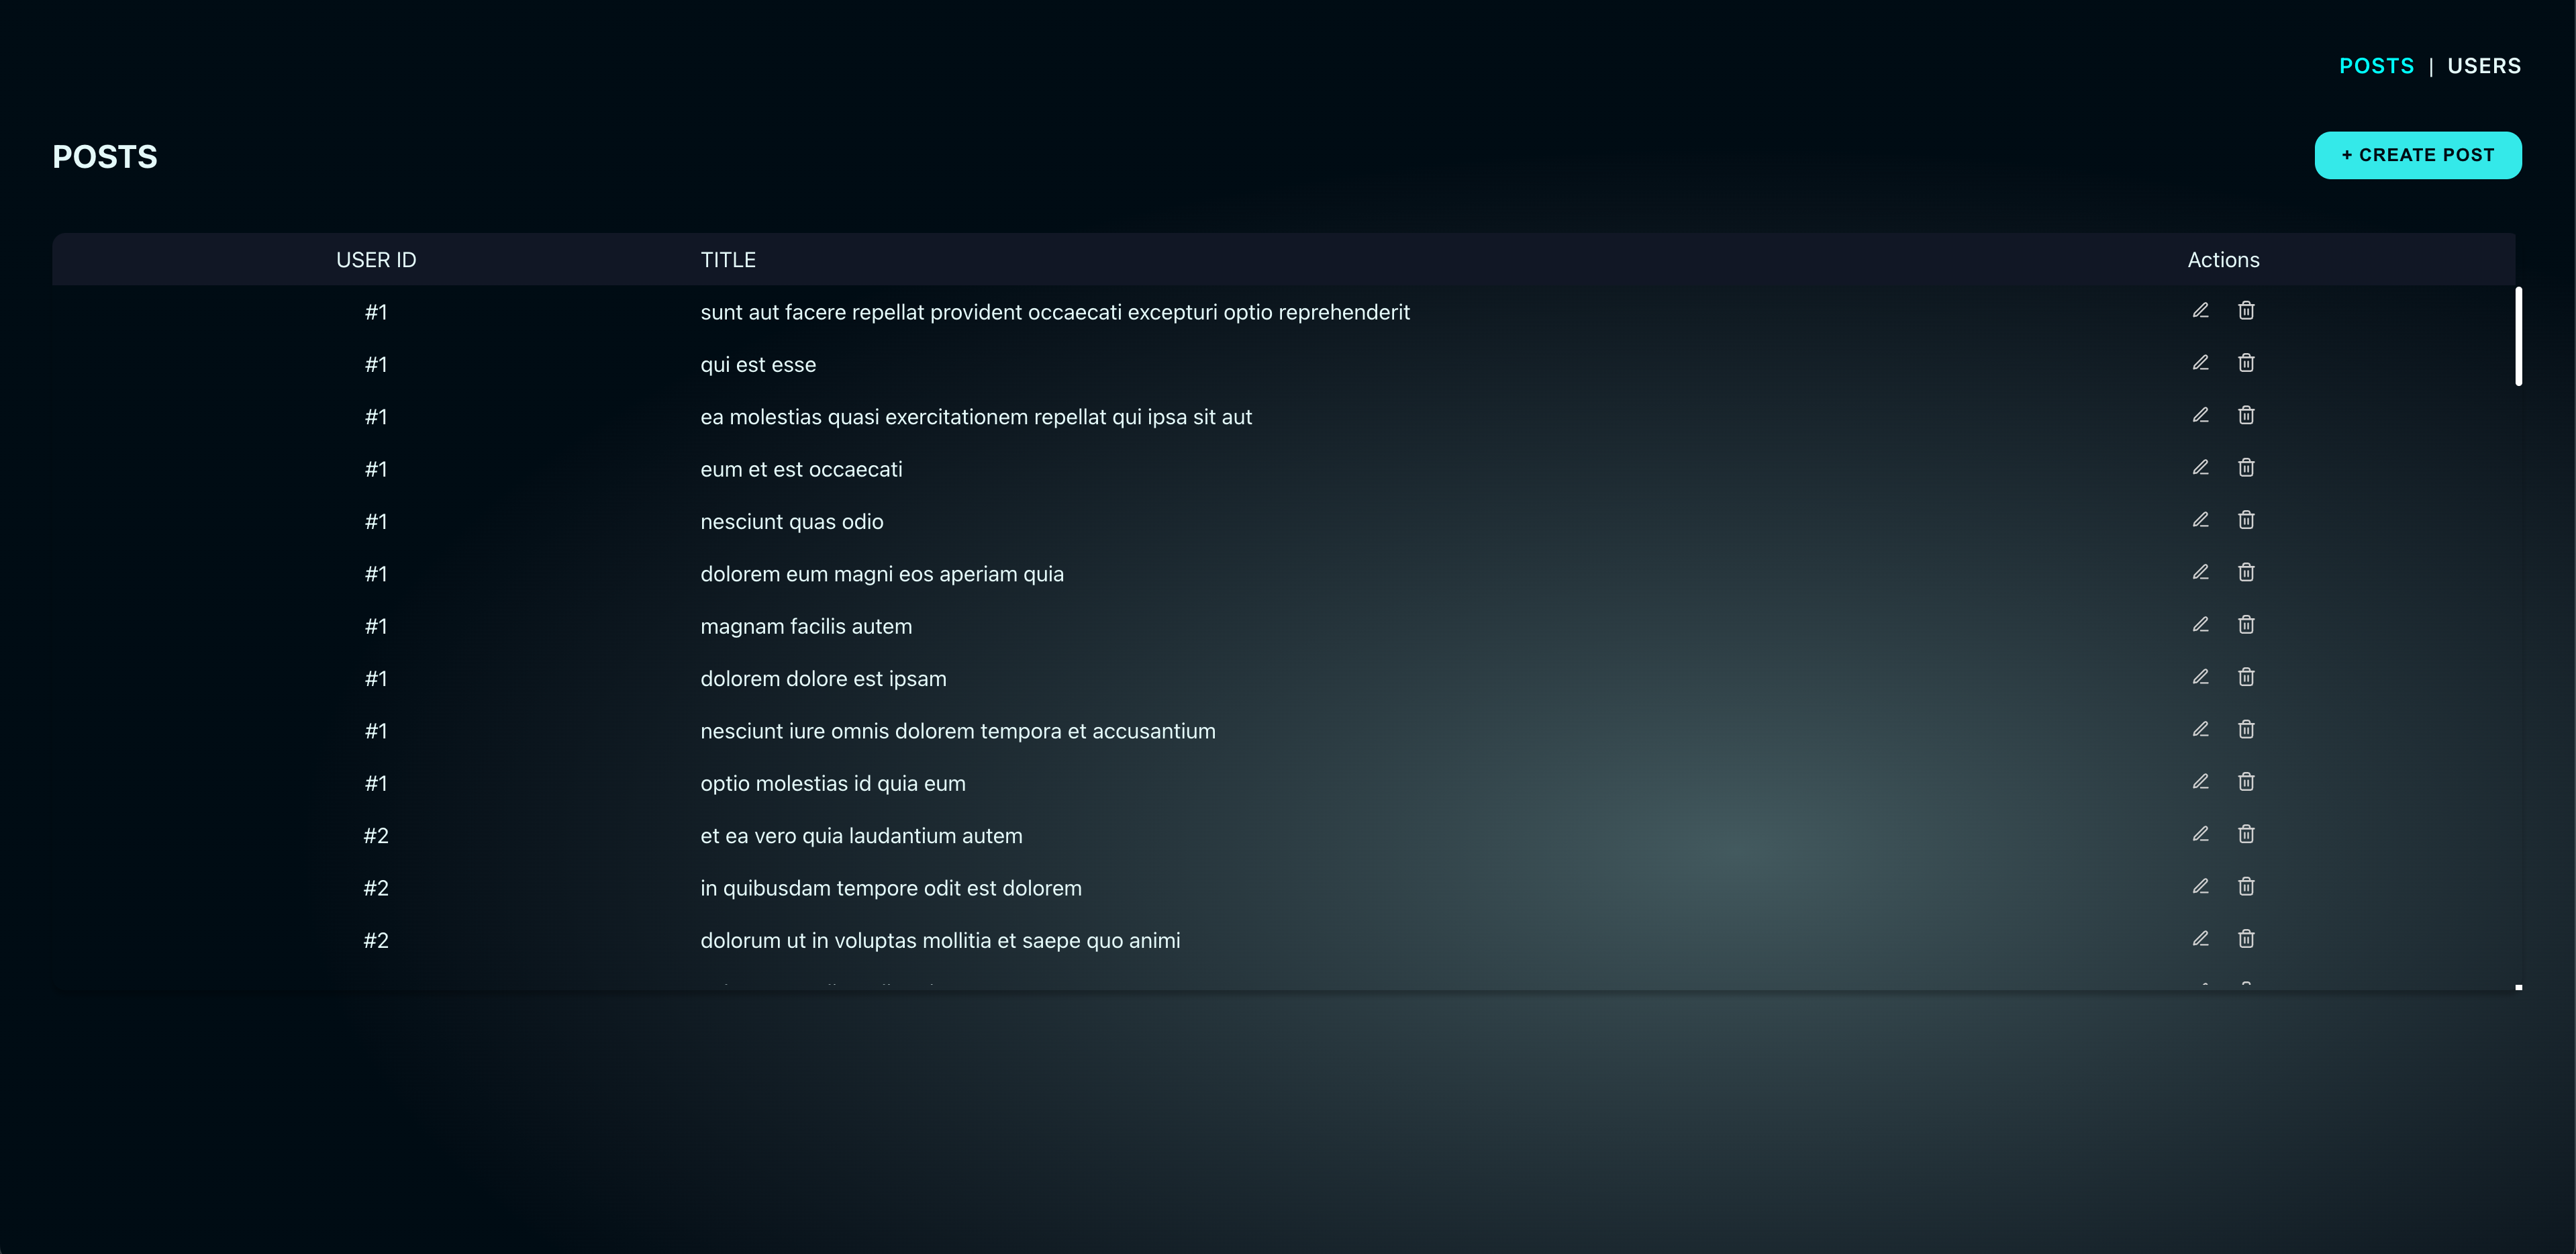 POSTS | USERS
POSTS
+ CREATE POST
USER ID TITLE Actions
#1 sunt aut facere repellat provident occaecati excepturi optio reprehenderit
#1 qui est esse
#1 ea molestias quasi exercitationem repellat qui ipsa sit aut
#1 eum et est occaecati
#1 nesciunt quas odio
#1 dolorem eum magni eos aperiam quia
#1 magnam facilis autem
#1 dolorem dolore est ipsam
#1 nesciunt iure omnis dolorem tempora et accusantium
#1 optio molestias id quia eum
#2 et ea vero quia laudantium autem
#2 in quibusdam tempore odit est dolorem
#2 dolorum ut in voluptas mollitia et saepe quo animi